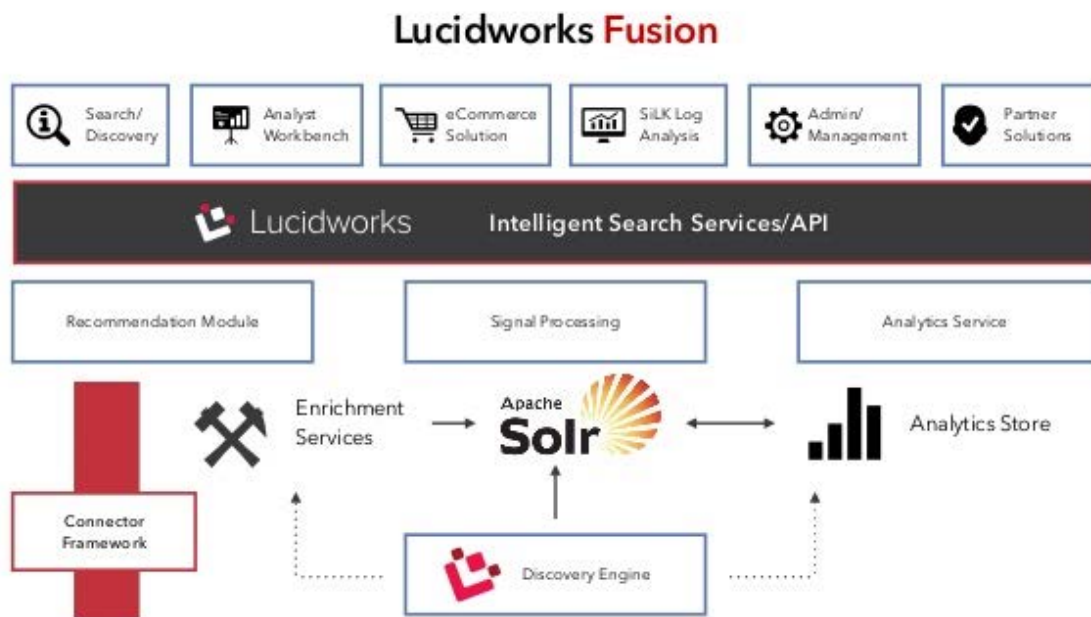 Lucidworks Fusion
Search/
Discovery
Analyst
Workbench
eCommerce
Solution
SiLK Log
Analysis
Admin/
Management
Partner
Solutions
Lucidworks
Intelligent Search Services/API
Recommendation Module
Signal Processing
Analytics Service
Enrichment
Services
Apache
Solr
Analytics Store
Connector
Framework
Discovery Engine